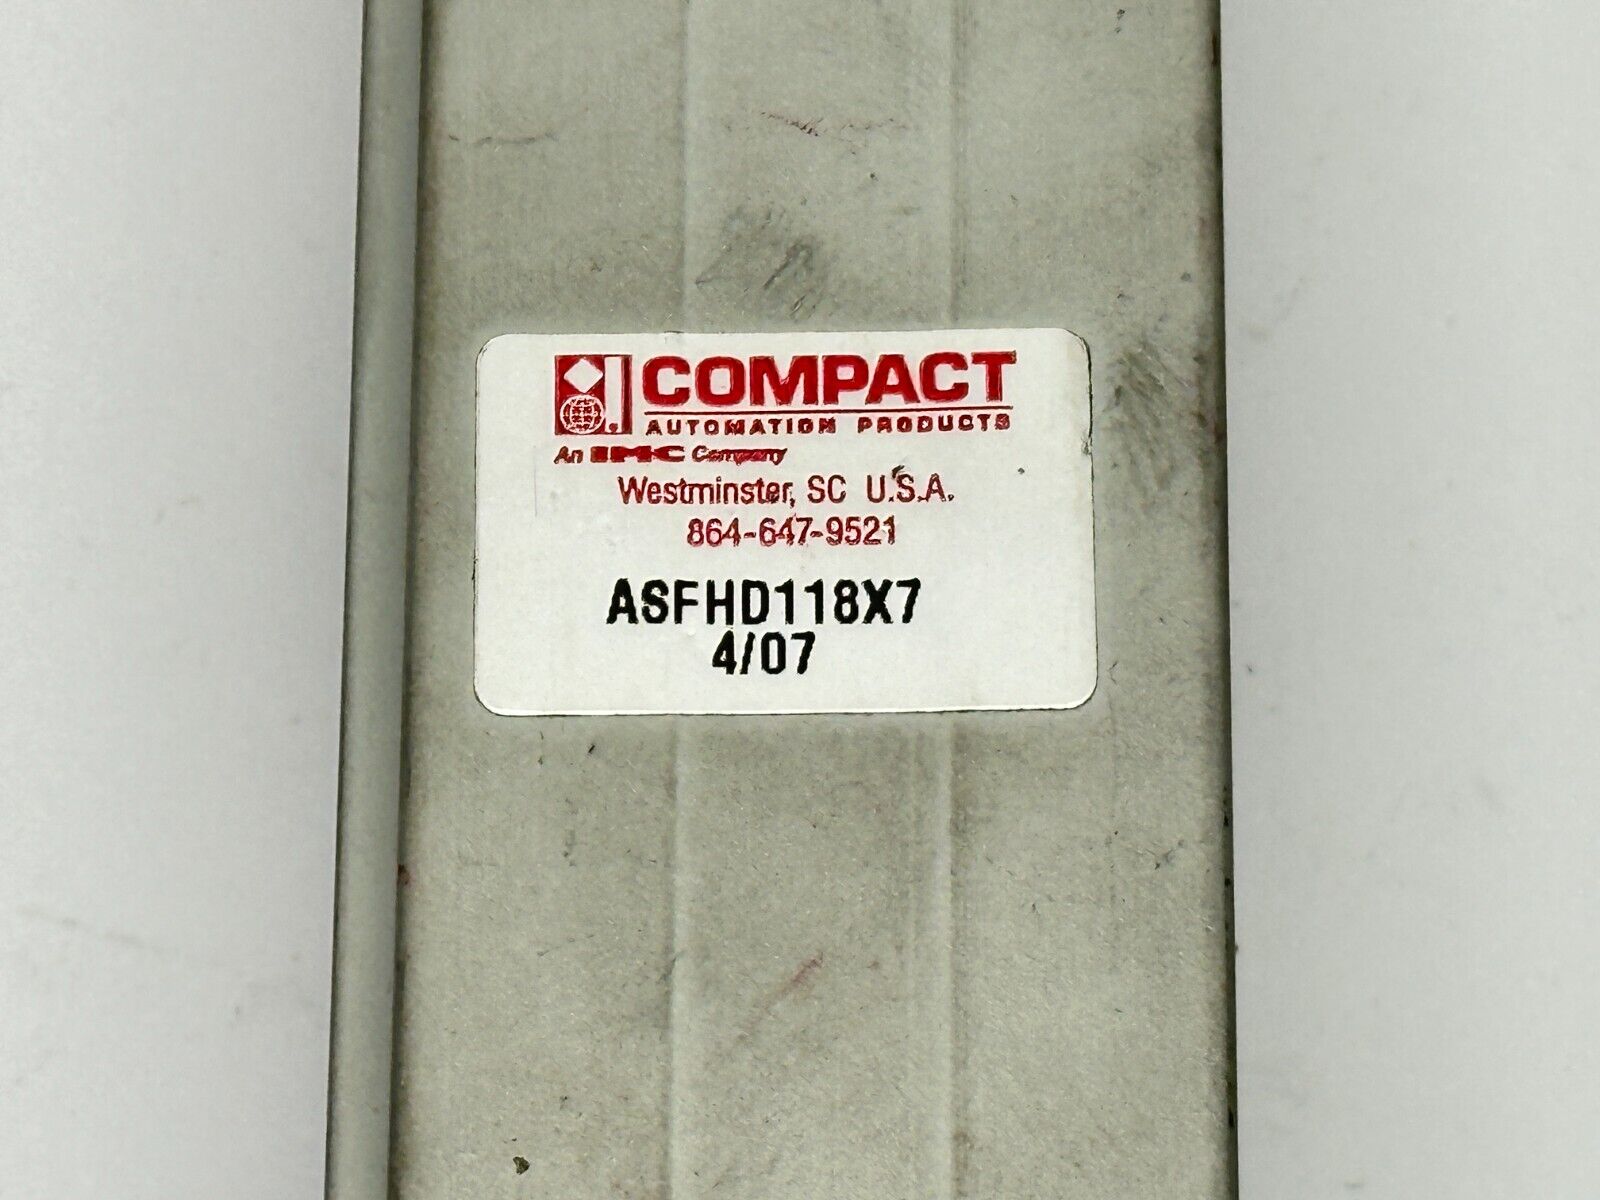 COMPACT
AUTOMATION PRODUCTS
An IMC Company
Westminster, SC U.S.A.
864-647-9521
ASFHD118X7
4/07